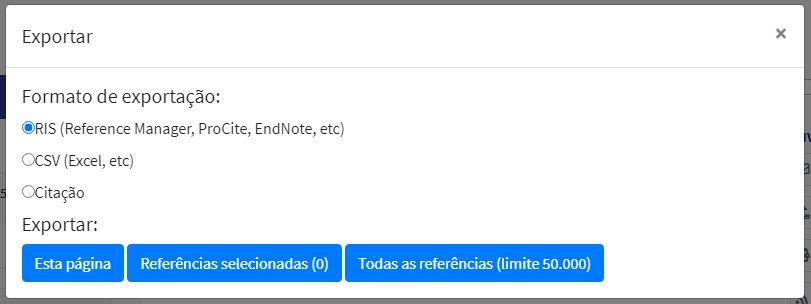 Exportar
×
Formato de exportação:
RIS (Reference Manager, ProCite, EndNote, etc)
CSV (Excel, etc)
Citação
Exportar:
Esta página
Referências selecionadas (0)
Todas as referências (limite 50.000)